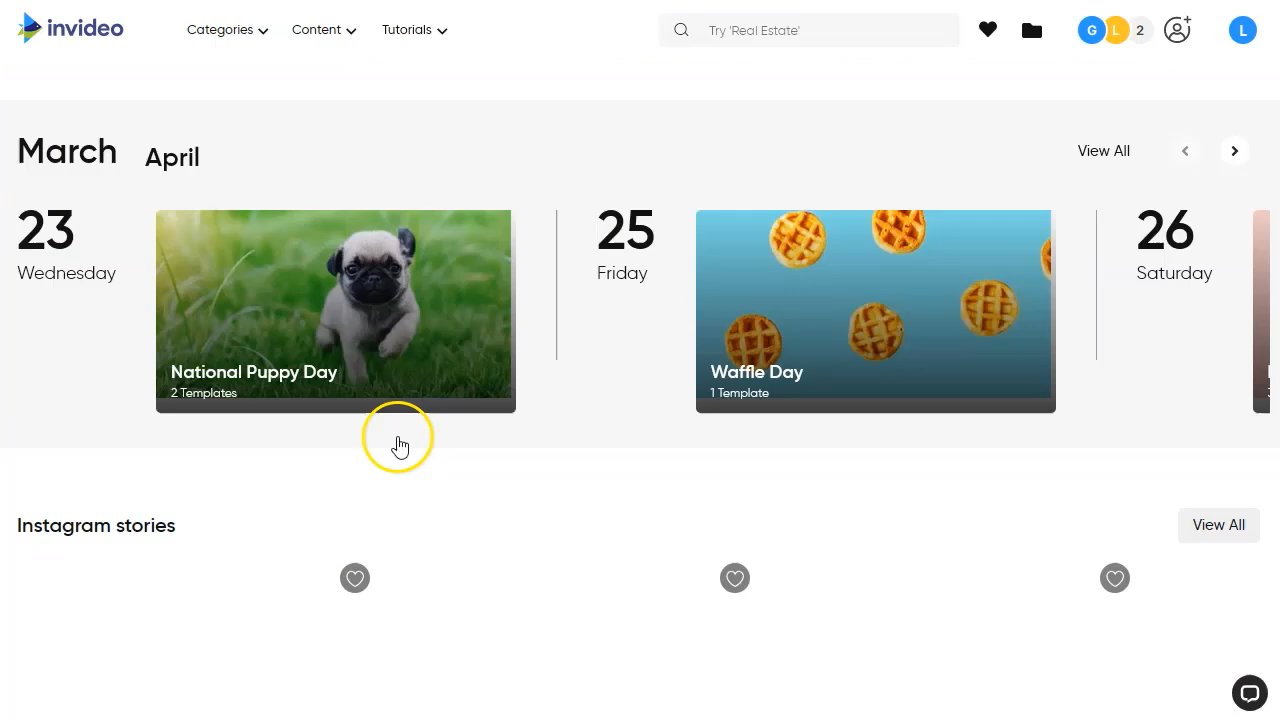 invideo
Categories
Content
Tutorials
Try 'Real Estate'
G
L
2
L
March
April
View All
23
Wednesday
National Puppy Day
2 Templates
25
Friday
Waffle Day
1 Template
26
Saturday
Instagram stories
View All